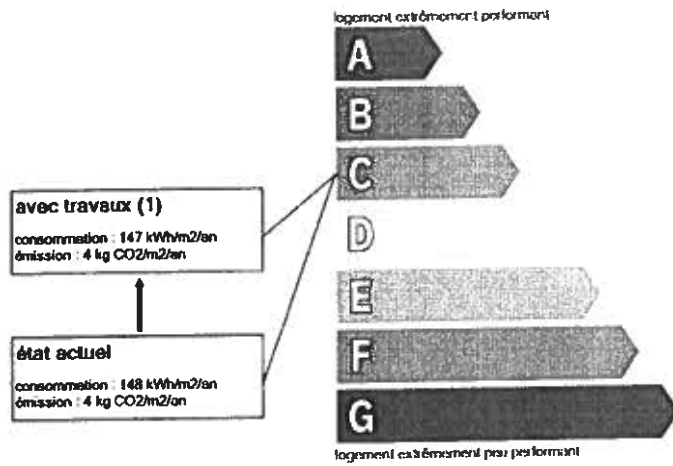 logement extrêmement performant
A
B
C
D
E
F
G
logement extrêmement peu performant
avec travaux (1)
consommation : 147 kWh/m2/an
émission : 4 kg CO2/m2/an
état actuel
consommation : 148 kWh/m2/an
émission : 4 kg CO2/m2/an